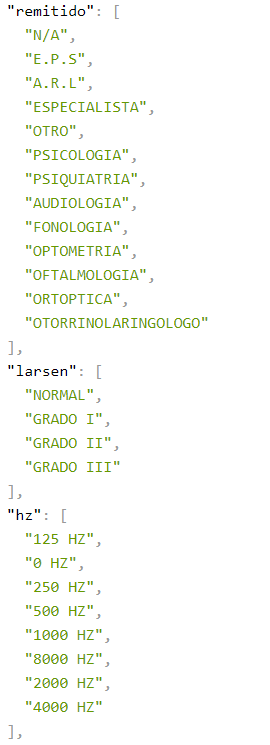 "remitido": [
"N/A",
"E.P.S",
"A.R.L",
"ESPECIALISTA",
"OTRO",
"PSICOLOGIA",
"PSIQUIATRIA",
"AUDIOLOGIA",
"FONOLOGIA",
"OPTOMETRIA",
"OFTALMOLOGIA",
"ORTOPTICA",
"OTORRINOLARINGOLOGO"
],
"larsen": [
"NORMAL",
"GRADO I",
"GRADO II",
"GRADO III"
],
"hz": [
"125 HZ",
"0 HZ",
"250 HZ",
"500 HZ",
"1000 HZ",
"8000 HZ",
"2000 HZ",
"4000 HZ"
],